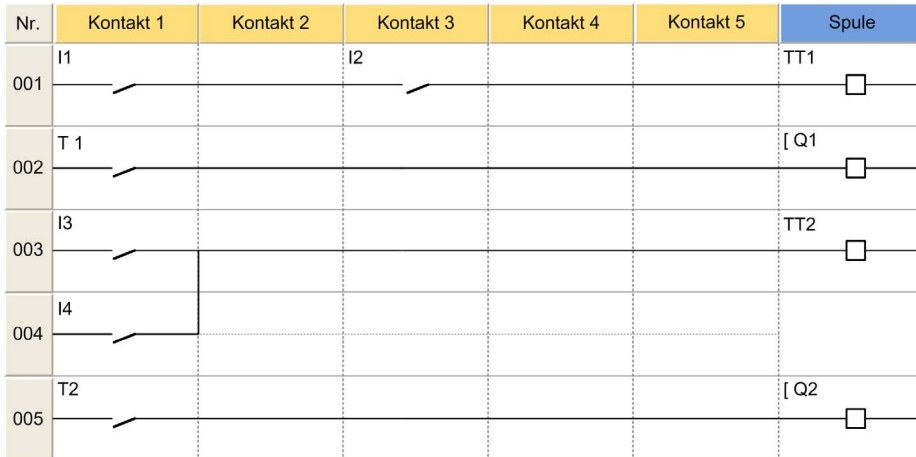 Nr. Kontakt 1 Kontakt 2 Kontakt 3 Kontakt 4 Kontakt 5 Spule
I1 I2 TT1
001
T 1 [ Q1
002
I3 TT2
003
I4
004
T2 [ Q2
005